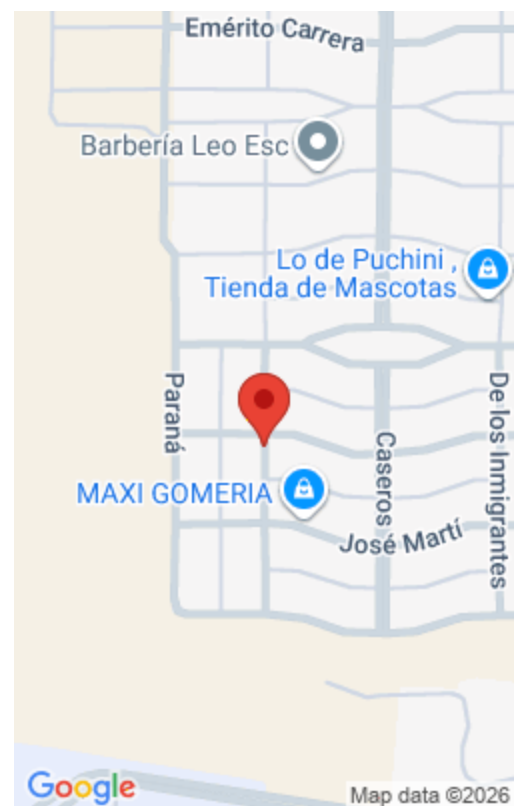 Emérito Carrera
Barbería Leo Esc
Lo de Puchini ,
Tienda de Mascotas
Paraná
Caseros
De los Inmigrantes
MAXI GOMERIA
José Martí
Google
Map data ©2026